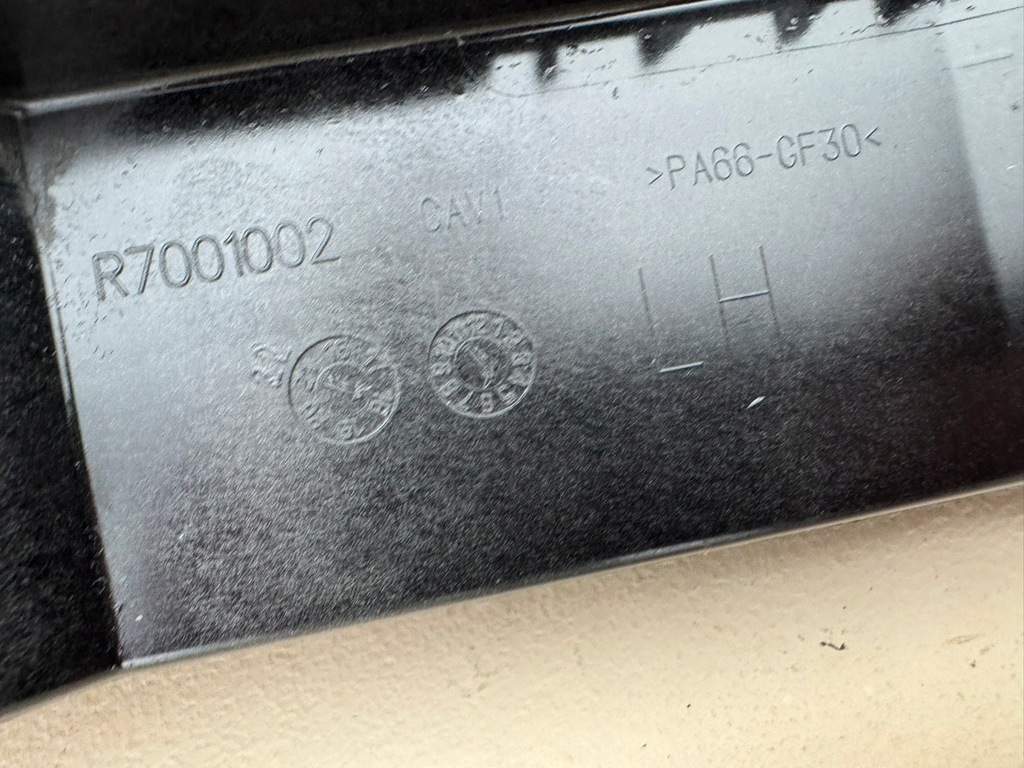 R7001002
CAV1
>PA66-GF30<
LH